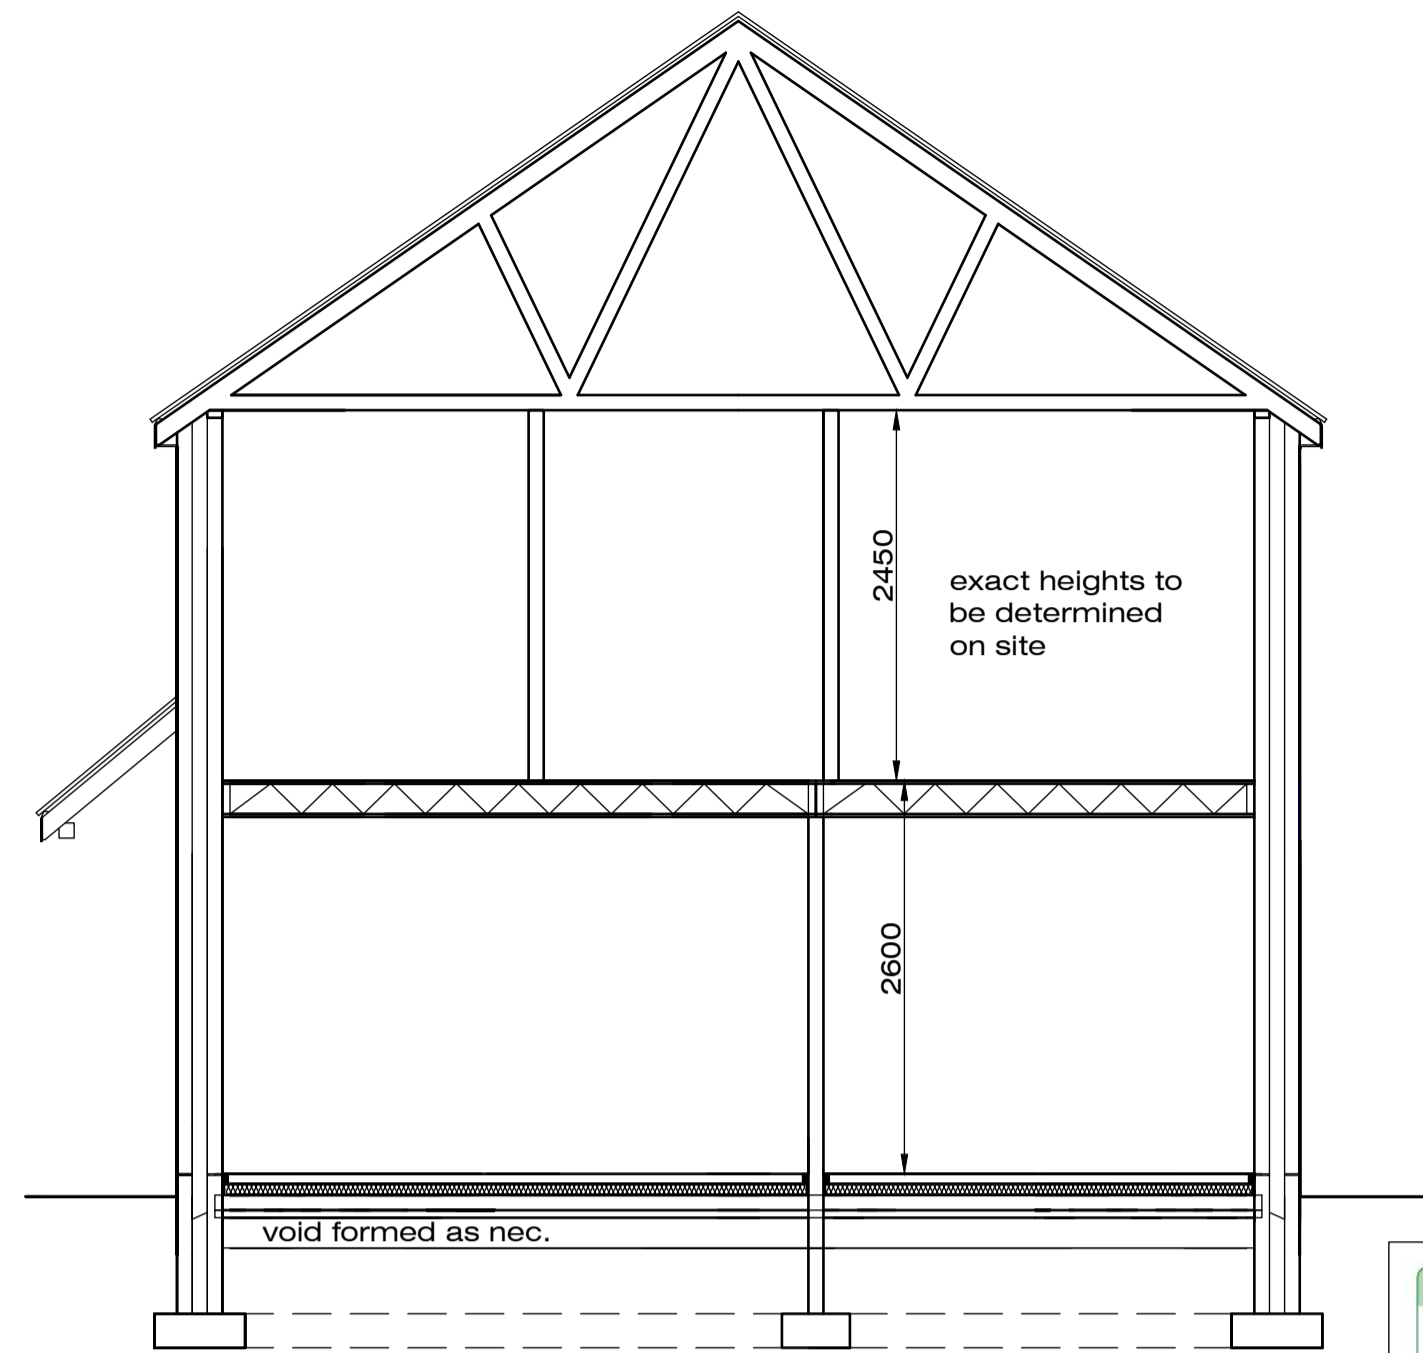 2450
exact heights to
be determined
on site
2600
void formed as nec.